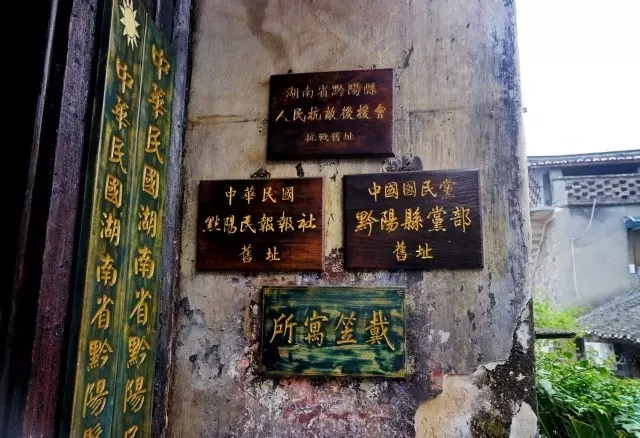 中華民國湖南省黔陽
中華民國湖南省黔陽
湖南省黔陽縣
人民抗敵後援會
抗戰舊址
中華民國
黔陽民報報社
舊址
中國國民黨
黔陽縣黨部
舊址
所寓笠戴